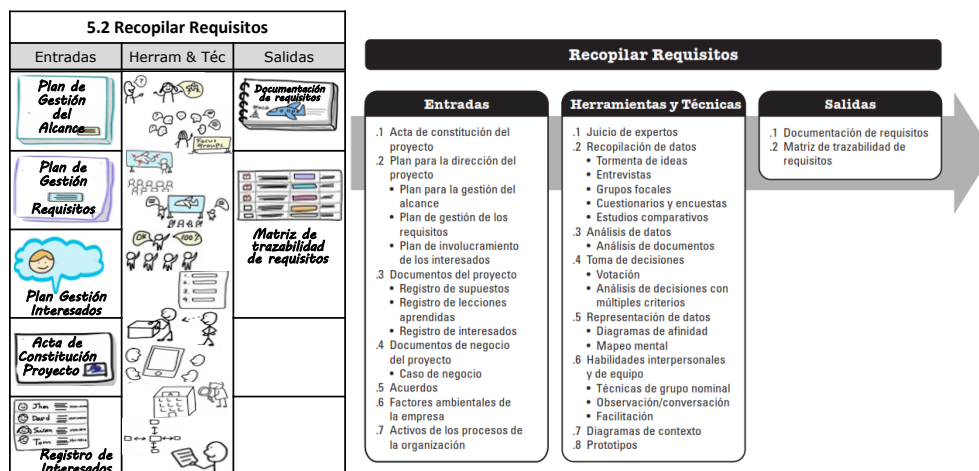 5.2 Recopilar Requisitos
Entradas
Herram & Téc
Salidas
Plan de
Gestión
del
Alcance
Plan de
Gestión
Requisitos
Plan Gestión
Interesados
Acta de
Constitución
Proyecto
Jhon
David
Susan
Tom
Registro de
Interesados
Focus
Groups
OK
100%
Documentación
de requisitos
Matriz de
trazabilidad
de requisitos
Recopilar Requisitos
Entradas
.1 Acta de constitución del
proyecto
.2 Plan para la dirección del
proyecto
• Plan para la gestión del
alcance
• Plan de gestión de los
requisitos
• Plan de involucramiento
de los interesados
.3 Documentos del proyecto
• Registro de supuestos
• Registro de lecciones
aprendidas
• Registro de interesados
.4 Documentos de negocio
del proyecto
• Caso de negocio
.5 Acuerdos
.6 Factores ambientales de
la empresa
.7 Activos de los procesos de
la organización
Herramientas y Técnicas
.1 Juicio de expertos
.2 Recopilación de datos
• Tormenta de ideas
• Entrevistas
• Grupos focales
• Cuestionarios y encuestas
• Estudios comparativos
.3 Análisis de datos
• Análisis de documentos
.4 Toma de decisiones
• Votación
• Análisis de decisiones con
múltiples criterios
.5 Representación de datos
• Diagramas de afinidad
• Mapeo mental
.6 Habilidades interpersonales
y de equipo
• Técnicas de grupo nominal
• Observación/conversación
• Facilitación
.7 Diagramas de contexto
.8 Prototipos
Salidas
.1 Documentación de requisitos
.2 Matriz de trazabilidad de
requisitos